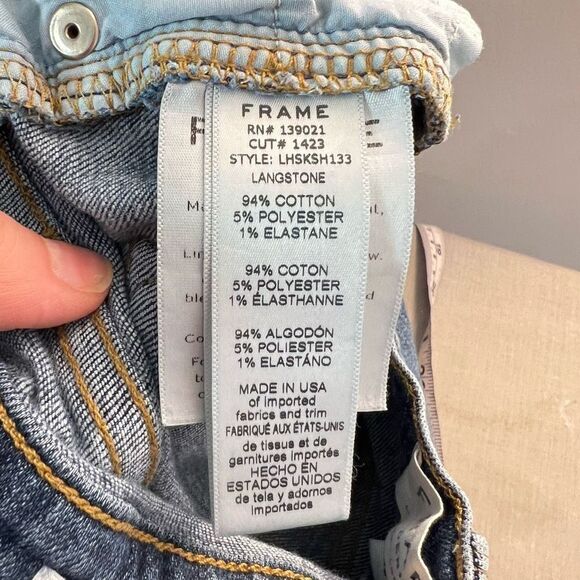 FRAME
RN# 139021
CUT# 1423
STYLE: LHSKSH133
LANGSTONE
94% COTTON
5% POLYESTER
1% ELASTANE
94% COTON
5% POLYESTER
1% ÉLASTHANNE
94% ALGODÓN
5% POLIESTER
1% ELASTÁNO
MADE IN USA
of imported
fabrics and trim
FABRIQUÉ AUX ÉTATS-UNIS
de tissus et de
garnitures importés
HECHO EN
ESTADOS UNIDOS
de tela y adornos
importados